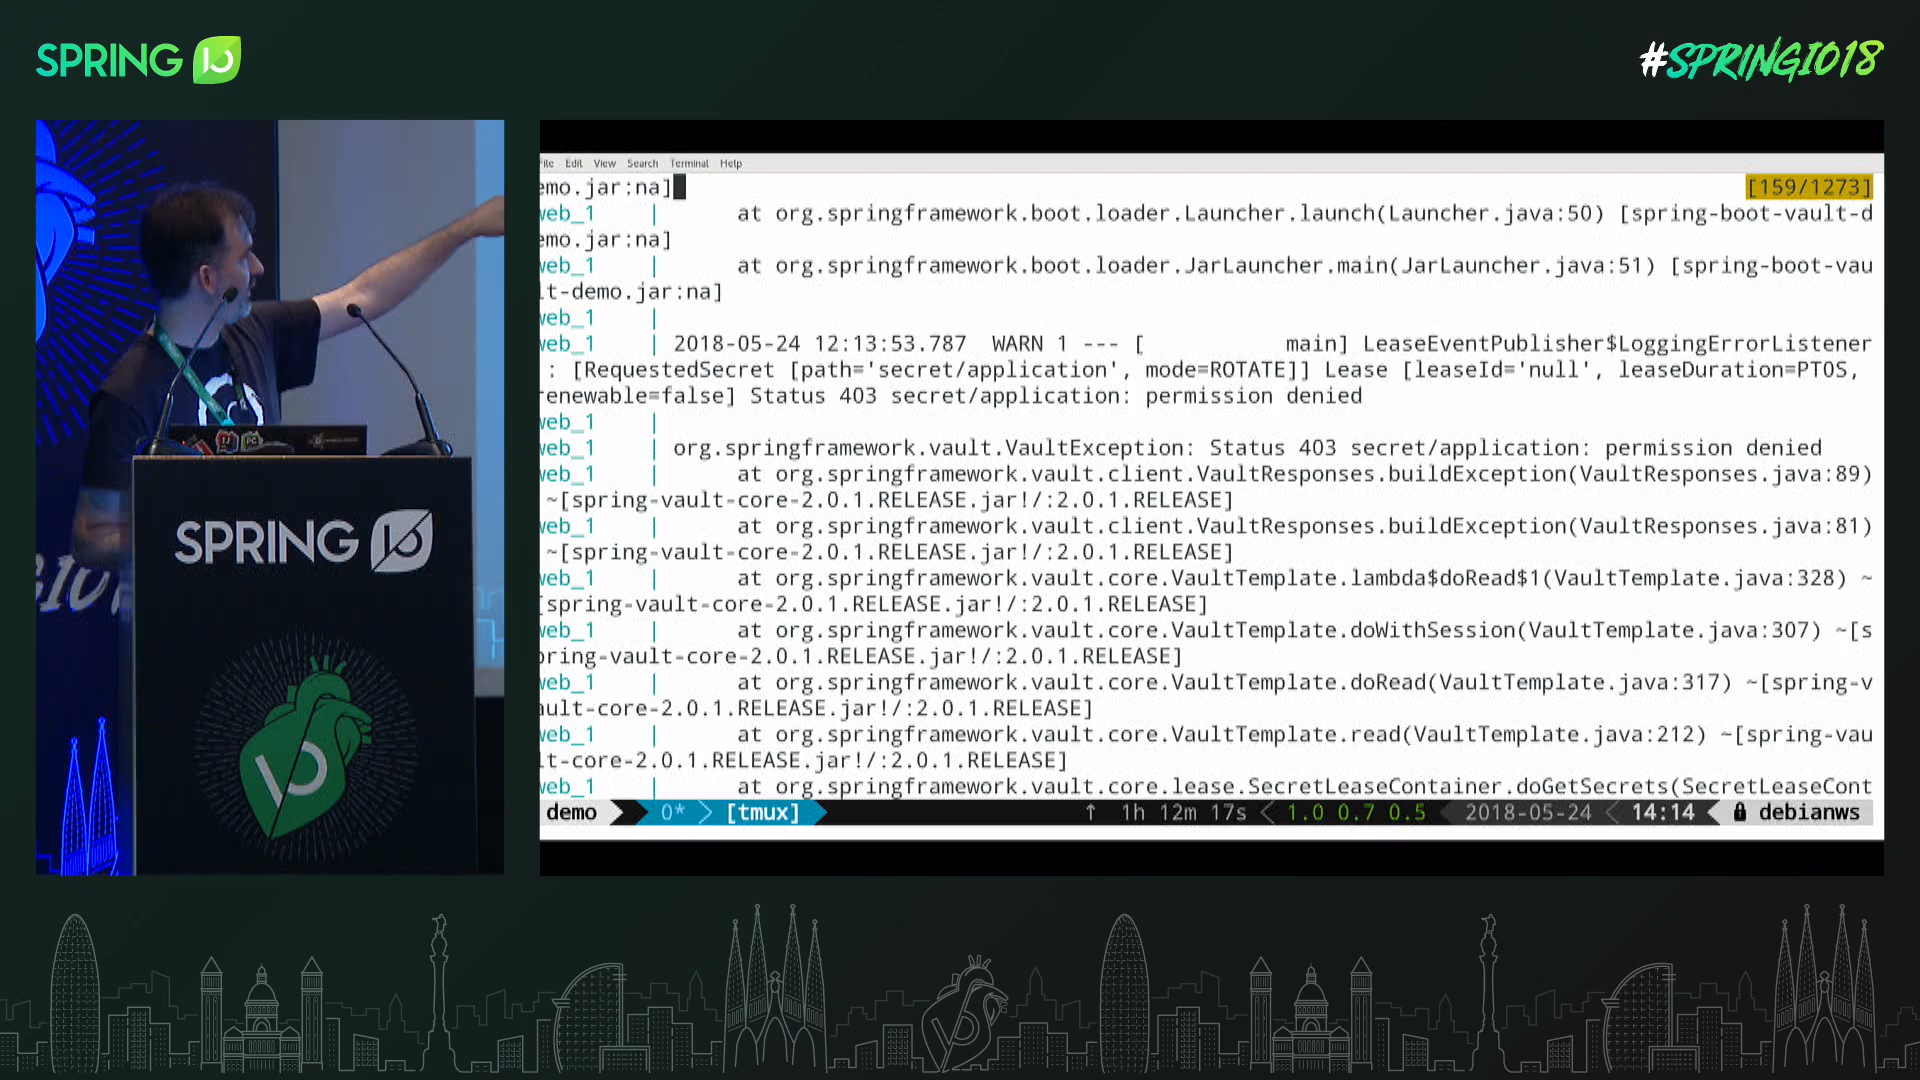 SPRING IO
#SPRINGIO18
File Edit View Search Terminal Help
emo.jar:na] [159/1273]
web_1 | at org.springframework.boot.loader.Launcher.launch(Launcher.java:50) [spring-boot-vault-d
emo.jar:na]
web_1 | at org.springframework.boot.loader.JarLauncher.main(JarLauncher.java:51) [spring-boot-vau
lt-demo.jar:na]
web_1 |
web_1 | 2018-05-24 12:13:53.787 WARN 1 --- [ main] LeaseEventPublisher$LoggingErrorListener
: [RequestedSecret [path='secret/application', mode=ROTATE]] Lease [leaseId='null', leaseDuration=PT0S,
renewable=false] Status 403 secret/application: permission denied
web_1 |
web_1 | org.springframework.vault.VaultException: Status 403 secret/application: permission denied
web_1 | at org.springframework.vault.client.VaultResponses.buildException(VaultResponses.java:89)
~[spring-vault-core-2.0.1.RELEASE.jar!/:2.0.1.RELEASE]
web_1 | at org.springframework.vault.client.VaultResponses.buildException(VaultResponses.java:81)
~[spring-vault-core-2.0.1.RELEASE.jar!/:2.0.1.RELEASE]
web_1 | at org.springframework.vault.core.VaultTemplate.lambda$doRead$1(VaultTemplate.java:328) ~
[spring-vault-core-2.0.1.RELEASE.jar!/:2.0.1.RELEASE]
web_1 | at org.springframework.vault.core.VaultTemplate.doWithSession(VaultTemplate.java:307) ~[s
pring-vault-core-2.0.1.RELEASE.jar!/:2.0.1.RELEASE]
web_1 | at org.springframework.vault.core.VaultTemplate.doRead(VaultTemplate.java:317) ~[spring-v
ault-core-2.0.1.RELEASE.jar!/:2.0.1.RELEASE]
web_1 | at org.springframework.vault.core.VaultTemplate.read(VaultTemplate.java:212) ~[spring-vau
lt-core-2.0.1.RELEASE.jar!/:2.0.1.RELEASE]
web_1 | at org.springframework.vault.core.lease.SecretLeaseContainer.doGetSecrets(SecretLeaseCont
demo 0* [tmux] ↑ 1h 12m 17s 1.0 0.7 0.5 2018-05-24 14:14 debianws
SPRING IO
IO